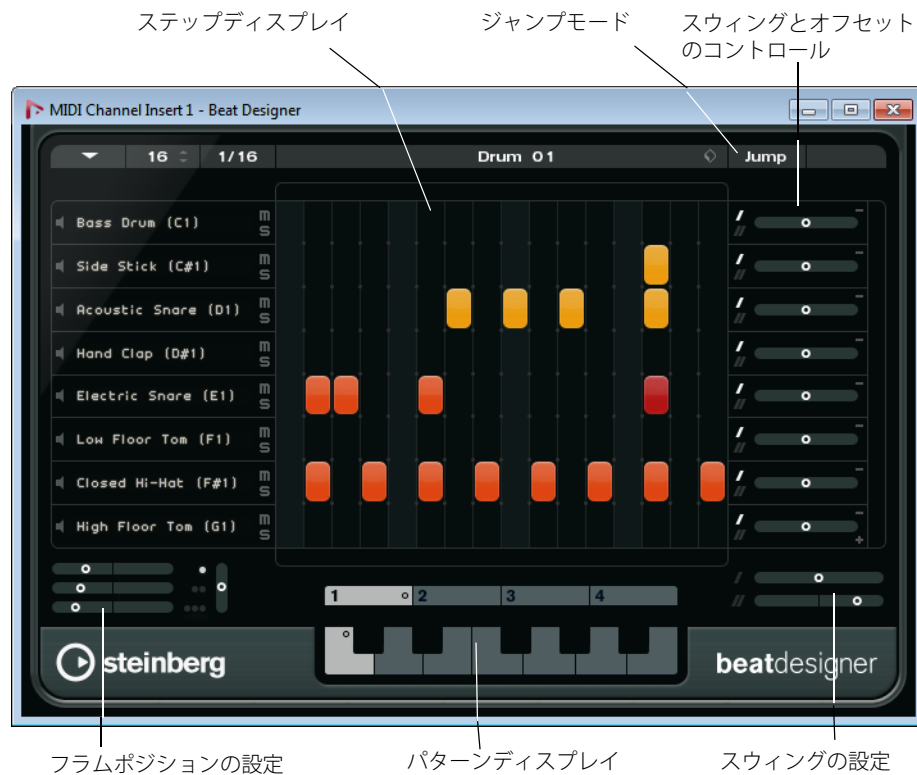 ステップディスプレイ
ジャンプモード
スウィングとオフセット
のコントロール
MIDI Channel Insert 1 - Beat Designer
16 1/16 Drum 01 Jump
Bass Drum (C1) M S
Side Stick (C#1) M S
Acoustic Snare (D1) M S
Hand Clap (D#1) M S
Electric Snare (E1) M S
Low Floor Tom (F1) M S
Closed Hi-Hat (F#1) M S
High Floor Tom (G1) M S
1 2 3 4
steinberg
beatdesigner
フラムポジションの設定
パターンディスプレイ
スウィングの設定